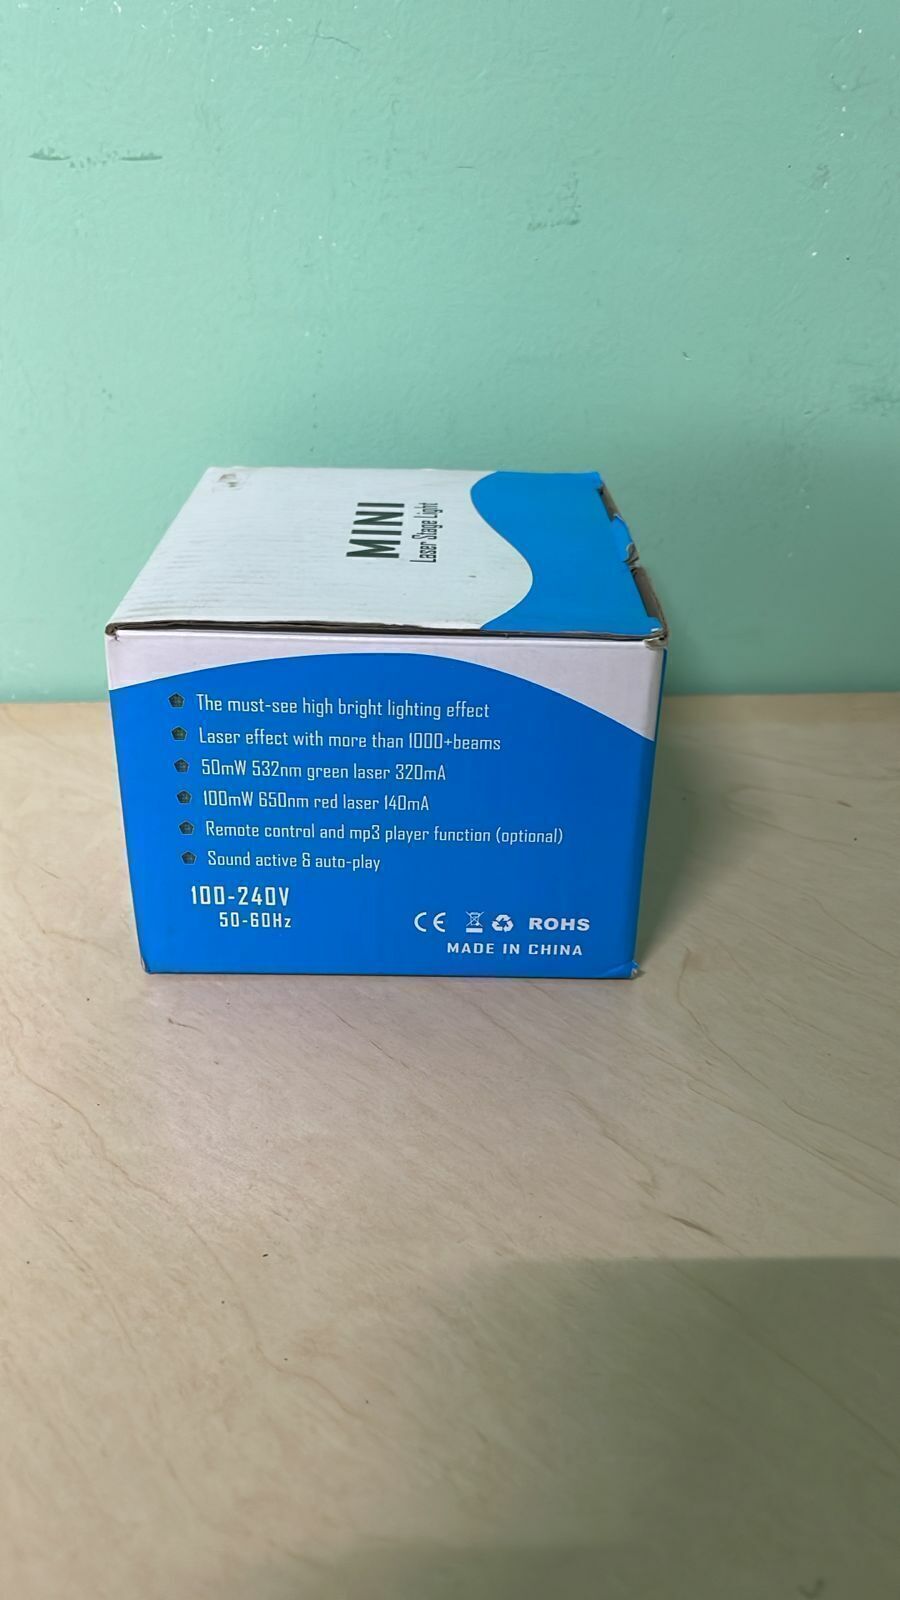 MINI
Laser Stage Light
The must-see high bright lighting effect
Laser effect with more than 1000+beams
50mW 532nm green laser 320mA
100mW 650nm red laser 140mA
Remote control and mp3 player function (optional)
Sound active & auto-play
100-240V
50-60Hz
CE ROHS
MADE IN CHINA